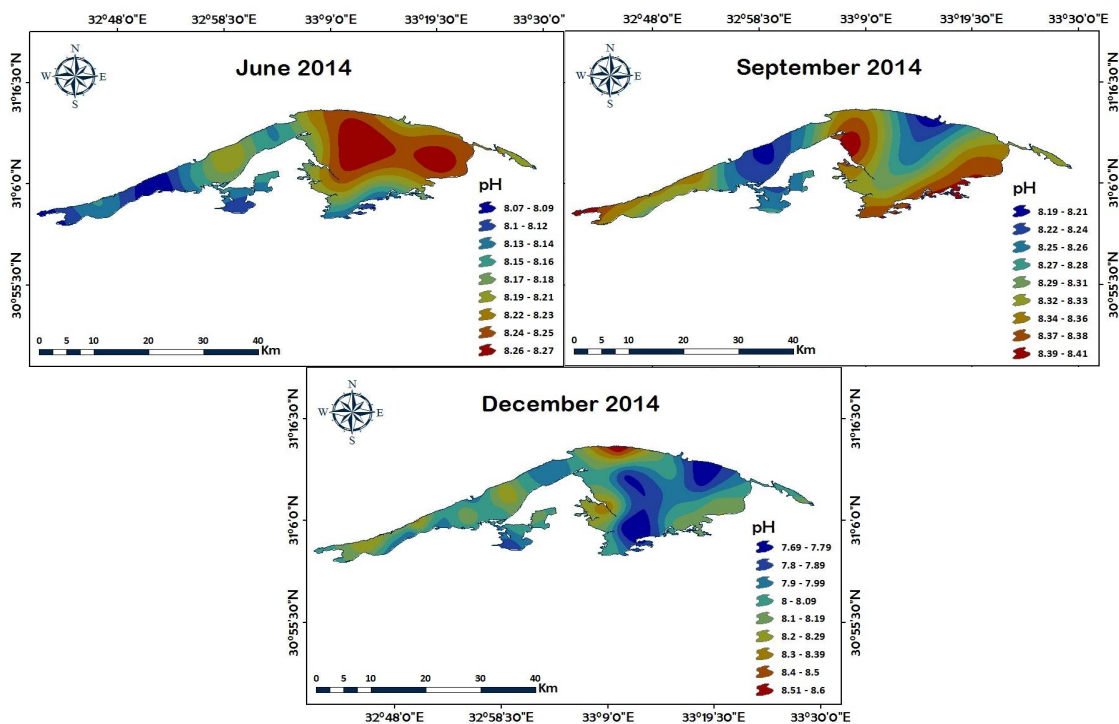 32°48'0"E 32°58'30"E 33°9'0"E 33°19'30"E 33°30'0"E
32°48'0"E 32°58'30"E 33°9'0"E 33°19'30"E 33°30'0"E
June 2014
N
W E
S
31°16'30"N
31°6'0"N
30°55'30"N
pH
8.07 - 8.09
8.1 - 8.12
8.13 - 8.14
8.15 - 8.16
8.17 - 8.18
8.19 - 8.21
8.22 - 8.23
8.24 - 8.25
8.26 - 8.27
0 5 10 20 30 40 Km
September 2014
N
W E
S
31°16'30"N
31°6'0"N
30°55'30"N
pH
8.19 - 8.21
8.22 - 8.24
8.25 - 8.26
8.27 - 8.28
8.29 - 8.31
8.32 - 8.33
8.34 - 8.36
8.37 - 8.38
8.39 - 8.41
0 5 10 20 30 40 Km
December 2014
N
W E
S
31°16'30"N
31°6'0"N
30°55'30"N
31°16'30"N
31°6'0"N
30°55'30"N
pH
7.69 - 7.79
7.8 - 7.89
7.9 - 7.99
8 - 8.09
8.1 - 8.19
8.2 - 8.29
8.3 - 8.39
8.4 - 8.5
8.51 - 8.6
0 5 10 20 30 40 Km
32°48'0"E 32°58'30"E 33°9'0"E 33°19'30"E 33°30'0"E